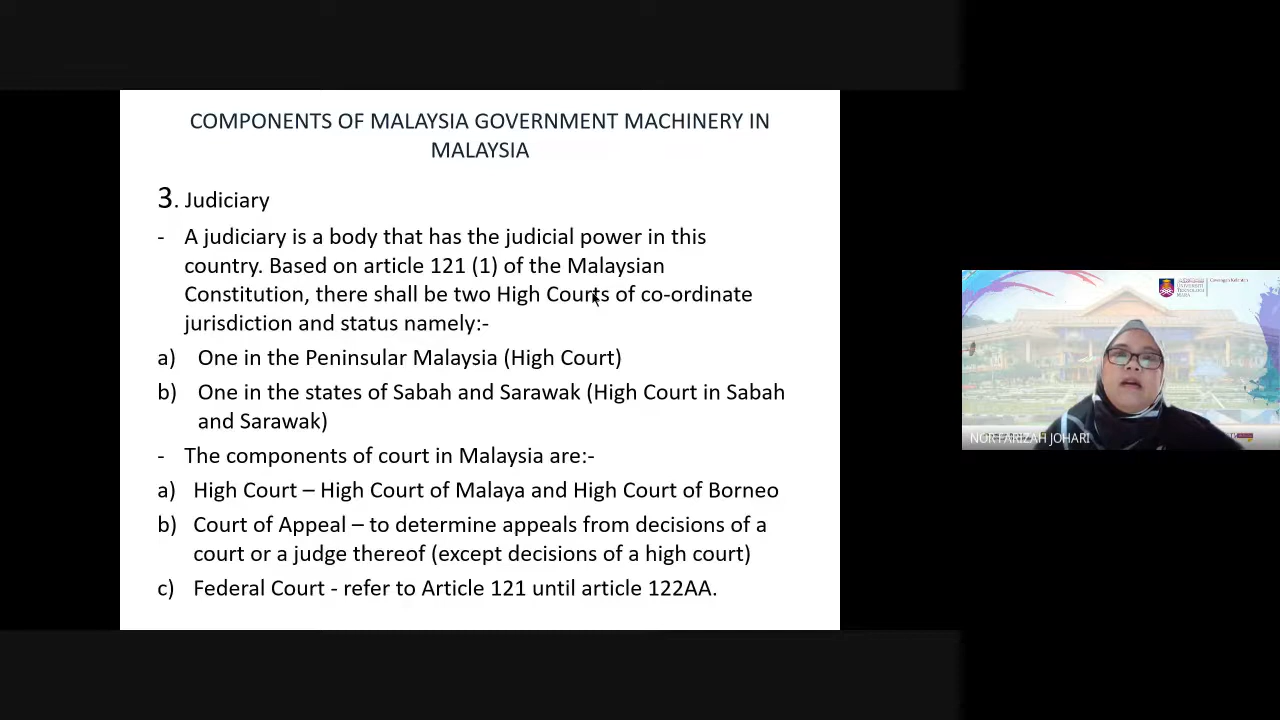 COMPONENTS OF MALAYSIA GOVERNMENT MACHINERY IN
MALAYSIA
3. Judiciary
- A judiciary is a body that has the judicial power in this
country. Based on article 121 (1) of the Malaysian
Constitution, there shall be two High Courts of co-ordinate
jurisdiction and status namely:-
a) One in the Peninsular Malaysia (High Court)
b) One in the states of Sabah and Sarawak (High Court in Sabah
and Sarawak)
- The components of court in Malaysia are:-
a) High Court – High Court of Malaya and High Court of Borneo
b) Court of Appeal – to determine appeals from decisions of a
court or a judge thereof (except decisions of a high court)
c) Federal Court - refer to Article 121 until article 122AA.
UNIVERSITI
TEKNOLOGI
MARA
NOR FARIZAH JOHARI